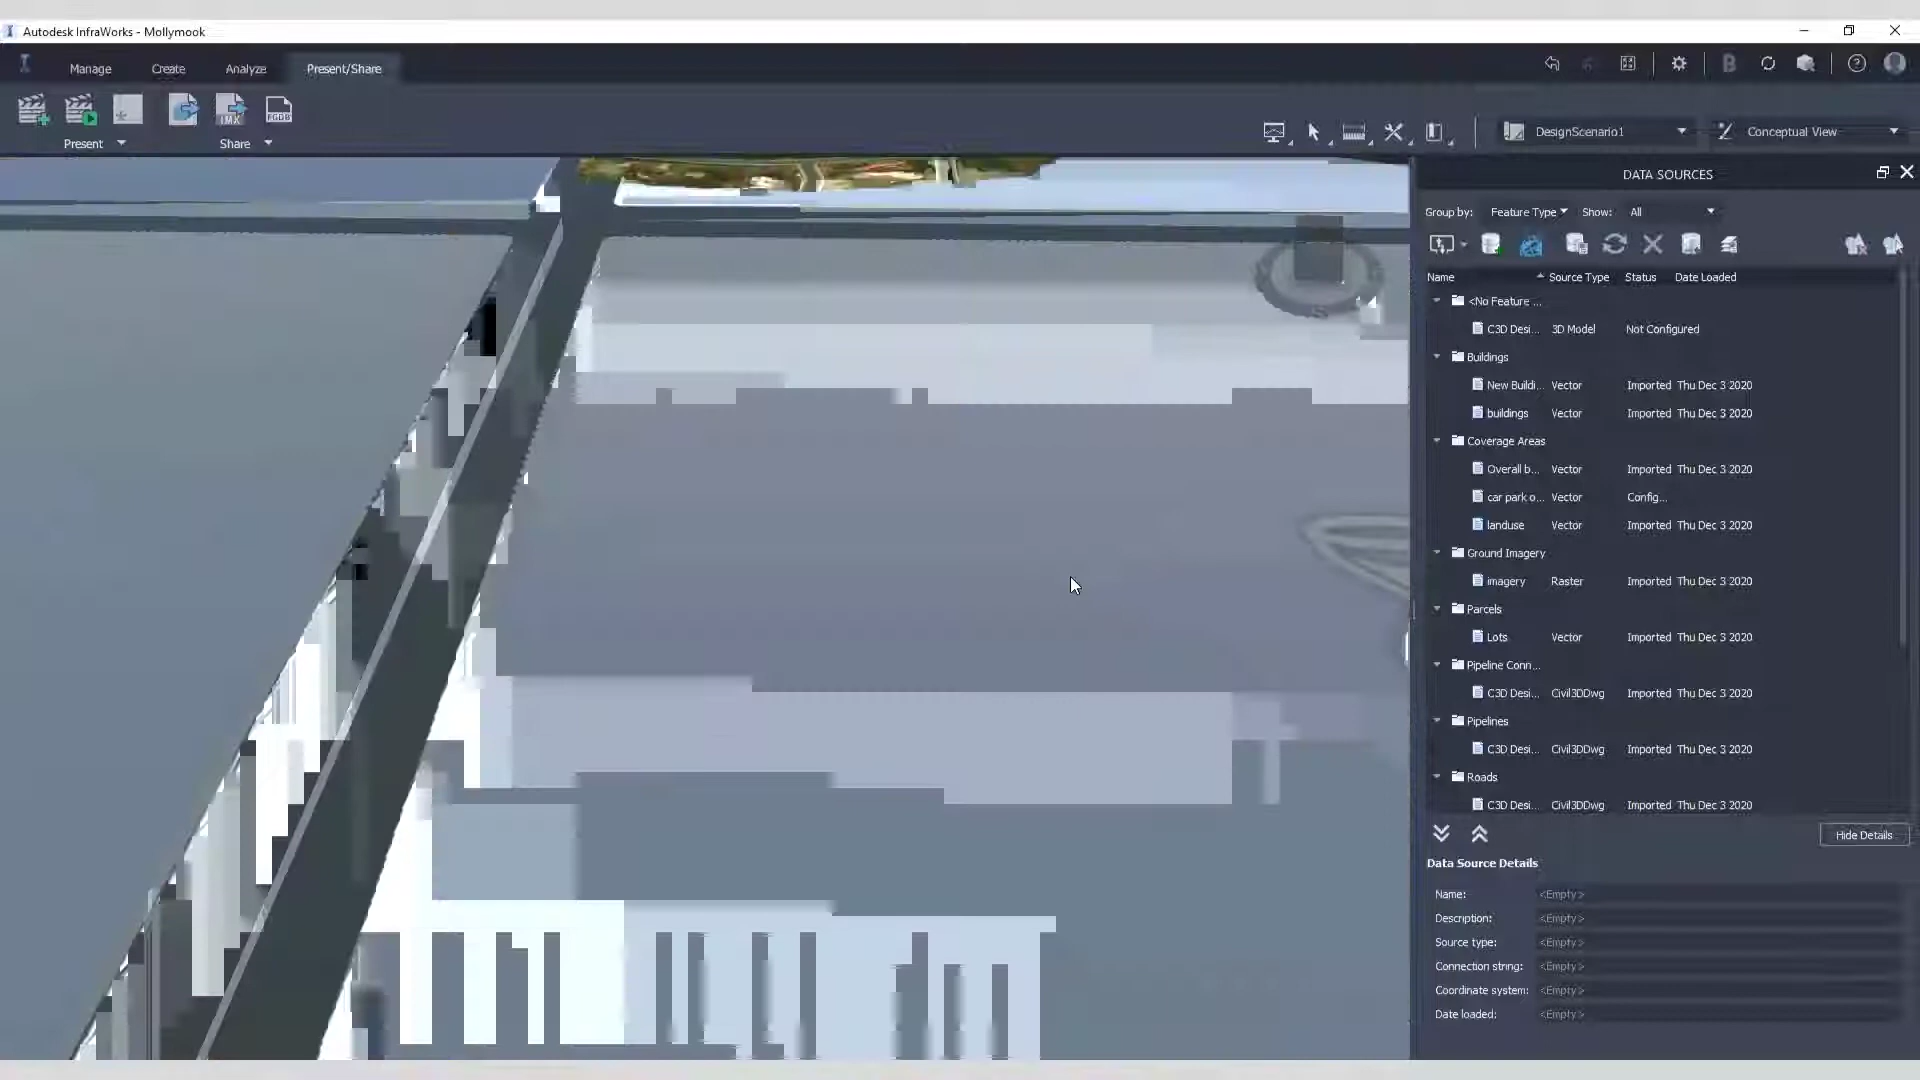 Autodesk InfraWorks - Mollymook
Manage Create Analyze Present/Share
IMX FGDB
Present Share
DesignScenario1 Conceptual View
DATA SOURCES
Group by: Feature Type Show: All
Name Source Type Status Date Loaded
<No Feature ...
C3D Desi... 3D Model Not Configured
Buildings
New Buildi... Vector Imported Thu Dec 3 2020
buildings Vector Imported Thu Dec 3 2020
Coverage Areas
Overall b... Vector Imported Thu Dec 3 2020
car park o... Vector Config...
landuse Vector Imported Thu Dec 3 2020
Ground Imagery
imagery Raster Imported Thu Dec 3 2020
Parcels
Lots Vector Imported Thu Dec 3 2020
Pipeline Conn...
C3D Desi... Civil3DDwg Imported Thu Dec 3 2020
Pipelines
C3D Desi... Civil3DDwg Imported Thu Dec 3 2020
Roads
C3D Desi... Civil3DDwg Imported Thu Dec 3 2020
Hide Details
Data Source Details
Name: <Empty>
Description: <Empty>
Source type: <Empty>
Connection string: <Empty>
Coordinate system: <Empty>
Date loaded: <Empty>
S